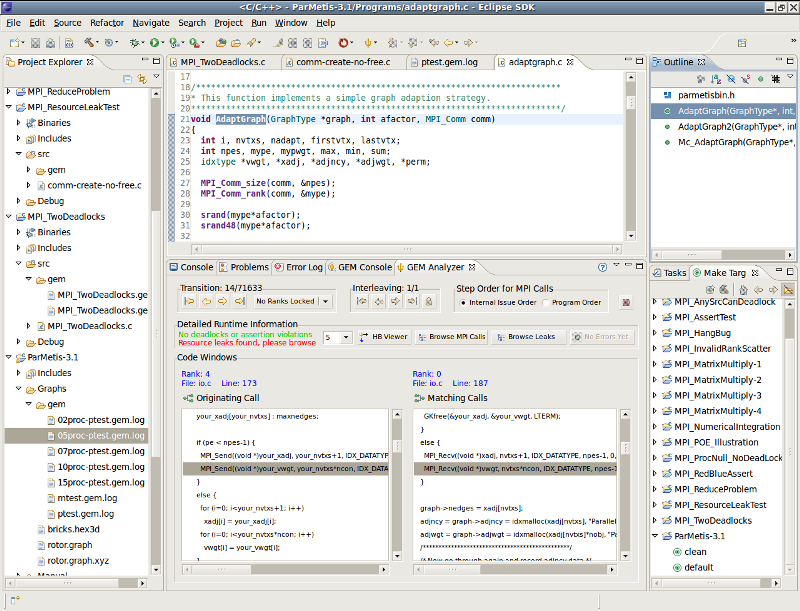 <C/C++> - ParMetis-3.1/Programs/adaptgraph.c - Eclipse SDK
File Edit Source Refactor Navigate Search Project Run Window Help
Project Explorer
MPI_ReduceProblem
MPI_ResourceLeakTest
Binaries
Includes
src
gem
comm-create-no-free.c
Debug
MPI_TwoDeadlocks
Binaries
Includes
src
gem
MPI_TwoDeadlocks.ge
MPI_TwoDeadlocks.ge
MPI_TwoDeadlocks.c
Debug
ParMetis-3.1
Includes
Graphs
gem
02proc-ptest.gem.log
05proc-ptest.gem.log
07proc-ptest.gem.log
10proc-ptest.gem.log
15proc-ptest.gem.log
mtest.gem.log
ptest.gem.log
bricks.hex3d
rotor.graph
rotor.graph.xyz
MPI_TwoDeadlocks.c comm-create-no-free.c ptest.gem.log adaptgraph.c
17
18
19 /*****************************************************************
19 * This function implements a simple graph adaption strategy.
20 *****************************************************************/
21 void AdaptGraph(GraphType *graph, int afactor, MPI_Comm comm)
22 {
23 int i, nvtxs, nadapt, firstvtx, lastvtx;
24 int npes, mype, mypwgt, max, min, sum;
25 idxtype *vwgt, *xadj, *adjncy, *adjwgt, *perm;
26
27 MPI_Comm_size(comm, &npes);
28 MPI_Comm_rank(comm, &mype);
29
30 srand(mype*afactor);
31 srand48(mype*afactor);
32
Outline
parmetisbin.h
AdaptGraph(GraphType*, int,
AdaptGraph2(GraphType*, int
Mc_AdaptGraph(GraphType*,
Console Problems Error Log GEM Console GEM Analyzer
Transition: 14/71633 Interleaving: 1/1 Step Order for MPI Calls
No Ranks Locked Internal Issue Order Program Order
Detailed Runtime Information
No deadlocks or assertion violations
Resource leaks found, please browse
5 HB Viewer Browse MPI Calls Browse Leaks No Errors Yet
Code Windows
Rank: 4
File: io.c Line: 173
Originating Call
your_xadj[your_nvtxs] : maxnedges;
if (pe < npes-1) {
MPI_Send((void *)your_xadj, your_nvtxs+1, IDX_DATATYP
MPI_Send((void *)your_vwgt, your_nvtxs*ncon, IDX_DATA
}
else {
for (i=0; i<your_nvtxs+1; i++)
xadj[i] = your_xadj[i];
for (i=0; i<your_nvtxs*ncon; i++)
vwgt[i] = your_vwgt[i];
}
Rank: 0
File: io.c Line: 187
Matching Calls
GKfree(&your_xadj, &your_vwgt, LTERM);
}
else {
MPI_Recv((void *)xadj, nvtxs+1, IDX_DATATYPE, npes-1, 0,
MPI_Recv((void *)vwgt, nvtxs*ncon, IDX_DATATYPE, npes-1
}
graph->nedges = xadj[nvtxs];
adjncy = graph->adjncy = idxmalloc(xadj[nvtxs], "Parallel
adjwgt = graph->adjwgt = idxmalloc(xadj[nvtxs]*nobj, "Pa
/***********************************************/
Tasks Make Targ
MPI_AnySrcCanDeadlock
MPI_AssertTest
MPI_HangBug
MPI_InvalidRankScatter
MPI_MatrixMultiply-1
MPI_MatrixMultiply-2
MPI_MatrixMultiply-3
MPI_MatrixMultiply-4
MPI_NumericalIntegration
MPI_POE_Illustration
MPI_ProcNull_NoDeadLock
MPI_RedBlueAssert
MPI_ReduceProblem
MPI_ResourceLeakTest
MPI_TwoDeadlocks
ParMetis-3.1
clean
default